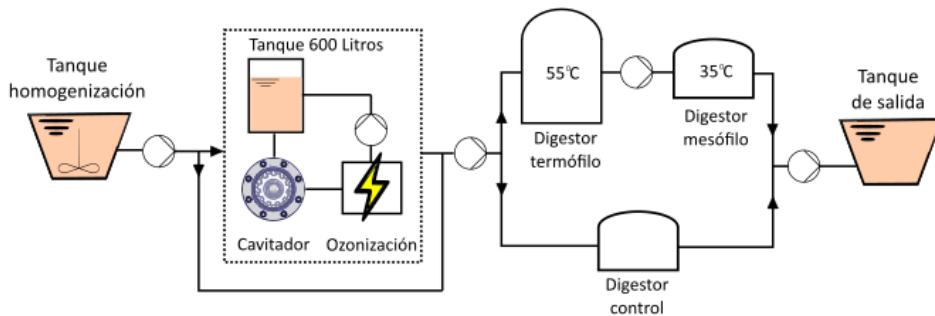 Tanque
homogenización
Tanque 600 Litros
Cavitador
Ozonización
55°C
Digestor
termófilo
35°C
Digestor
mesófilo
Digestor
control
Tanque
de salida